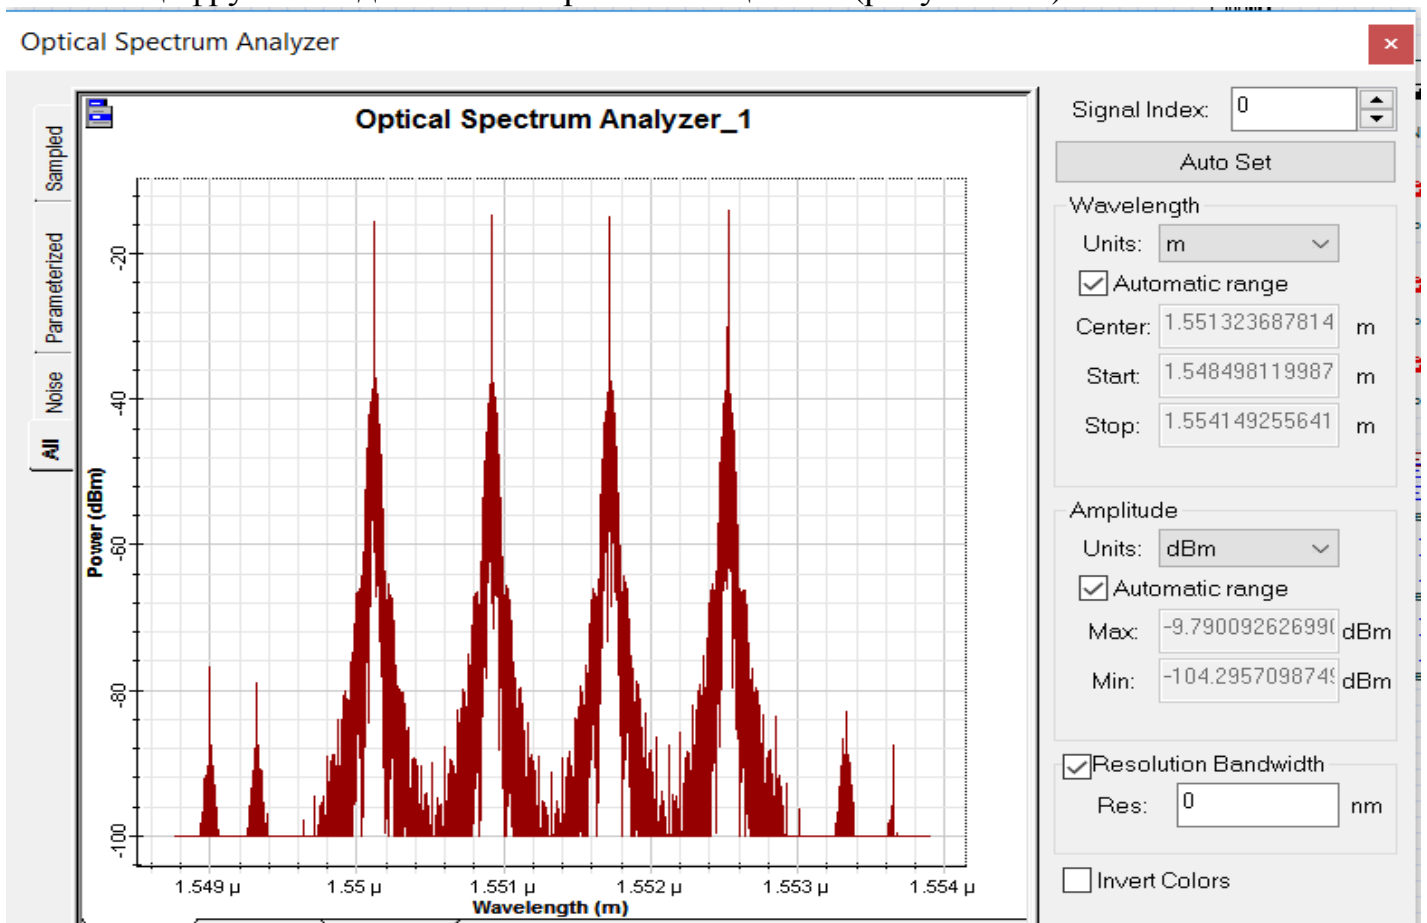 Optical Spectrum Analyzer
×
Sampled
Parameterized
Noise
All
Optical Spectrum Analyzer_1
Power (dBm)
-20
-40
-60
-80
-100
1.549 µ
1.55 µ
1.551 µ
1.552 µ
1.553 µ
1.554 µ
Wavelength (m)
Signal Index: 0
Auto Set
Wavelength
Units: m
Automatic range
Center: 1.551323687814 m
Start: 1.548498119987 m
Stop: 1.554149255641 m
Amplitude
Units: dBm
Automatic range
Max: -9.79009262699 dBm
Min: -104.2957098749 dBm
Resolution Bandwidth
Res: 0 nm
Invert Colors